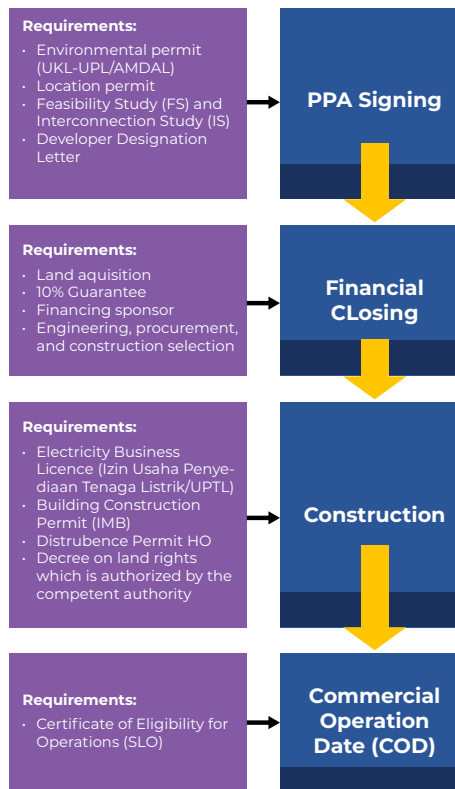 Requirements:
• Environmental permit
(UKL-UPL/AMDAL)
• Location permit
• Feasibility Study (FS) and
Interconnection Study (IS)
• Developer Designation
Letter
PPA Signing
Requirements:
• Land aquisition
• 10% Guarantee
• Financing sponsor
• Engineering, procurement,
and construction selection
Financial
CLosing
Requirements:
• Electricity Business
Licence (Izin Usaha Penye-
diaan Tenaga Listrik/UPTL)
• Building Construction
Permit (IMB)
• Distrubence Permit HO
• Decree on land rights
which is authorized by the
competent authority
Construction
Requirements:
• Certificate of Eligibility for
Operations (SLO)
Commercial
Operation
Date (COD)